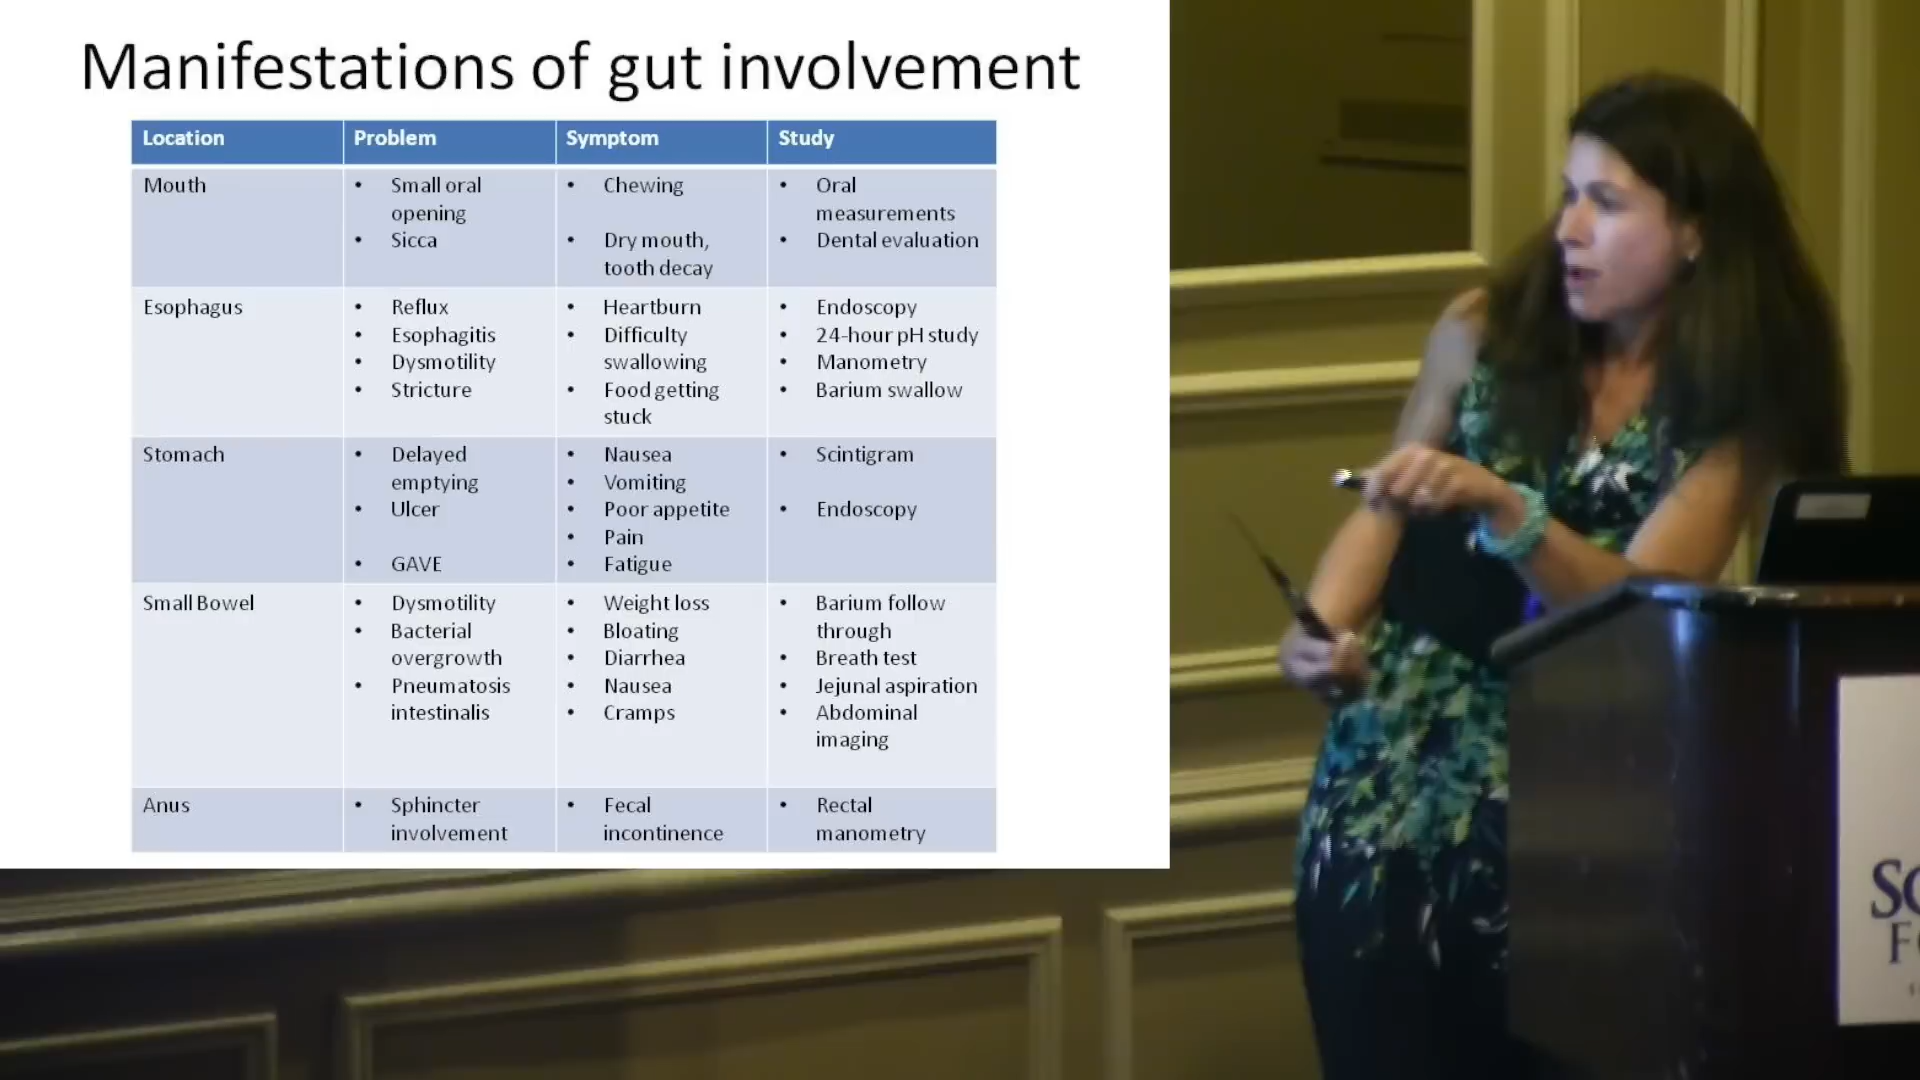 Manifestations of gut involvement
Location Problem Symptom Study
Mouth
• Small oral
opening
• Sicca
• Chewing
• Dry mouth,
tooth decay
• Oral
measurements
• Dental evaluation
Esophagus
• Reflux
• Esophagitis
• Dysmotility
• Stricture
• Heartburn
• Difficulty
swallowing
• Food getting
stuck
• Endoscopy
• 24-hour pH study
• Manometry
• Barium swallow
Stomach
• Delayed
emptying
• Ulcer
• GAVE
• Nausea
• Vomiting
• Poor appetite
• Pain
• Fatigue
• Scintigram
• Endoscopy
Small Bowel
• Dysmotility
• Bacterial
overgrowth
• Pneumatosis
intestinalis
• Weight loss
• Bloating
• Diarrhea
• Nausea
• Cramps
• Barium follow
through
• Breath test
• Jejunal aspiration
• Abdominal
imaging
Anus
• Sphincter
involvement
• Fecal
incontinence
• Rectal
manometry